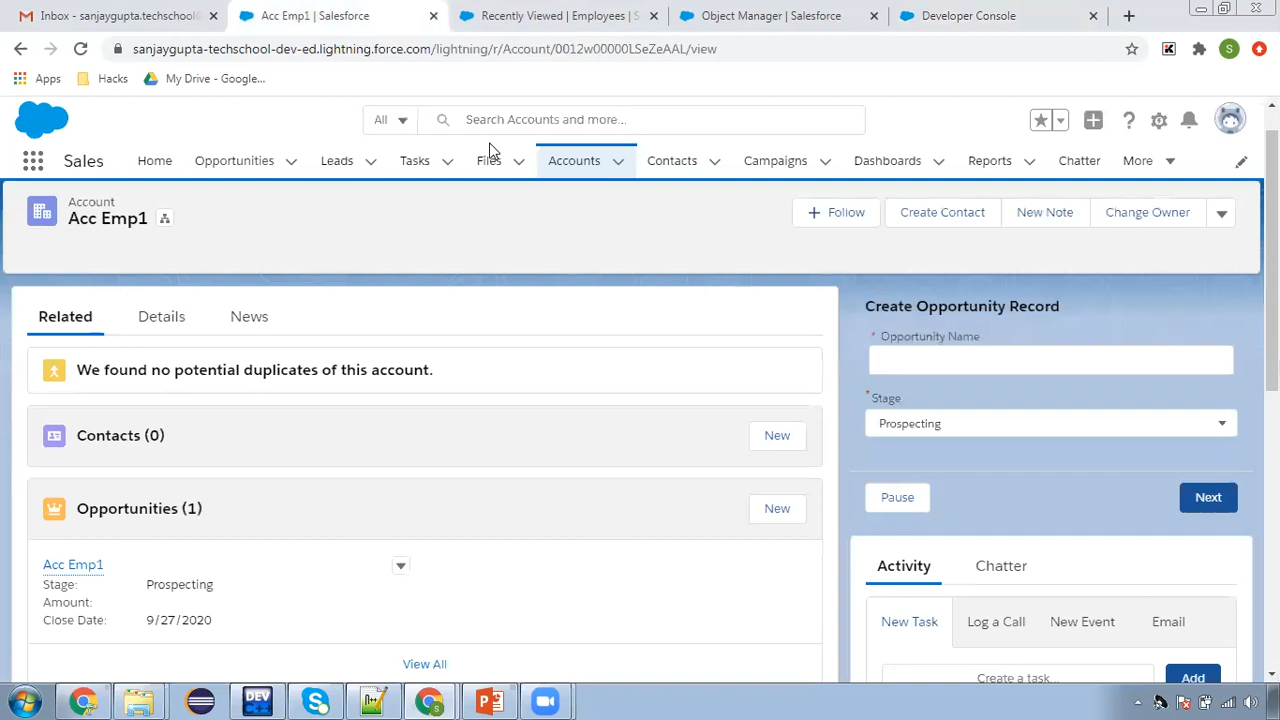 Inbox - sanjaygupta.techschool@
Acc Emp1 | Salesforce
Recently Viewed | Employees | S
Object Manager | Salesforce
Developer Console
sanjaygupta-techschool-dev-ed.lightning.force.com/lightning/r/Account/0012w00000LSeZeAAL/view
S
Apps
Hacks
My Drive - Google...
All
Search Accounts and more...
Sales
Home
Opportunities
Leads
Tasks
Files
Accounts
Contacts
Campaigns
Dashboards
Reports
Chatter
More
Account
Acc Emp1
+ Follow
Create Contact
New Note
Change Owner
Related
Details
News
We found no potential duplicates of this account.
Contacts (0)
New
Opportunities (1)
New
Acc Emp1
Stage:
Prospecting
Amount:
Close Date:
9/27/2020
View All
Create Opportunity Record
* Opportunity Name
* Stage
Prospecting
Pause
Next
Activity
Chatter
New Task
Log a Call
New Event
Email
Create a task...
Add
DEV